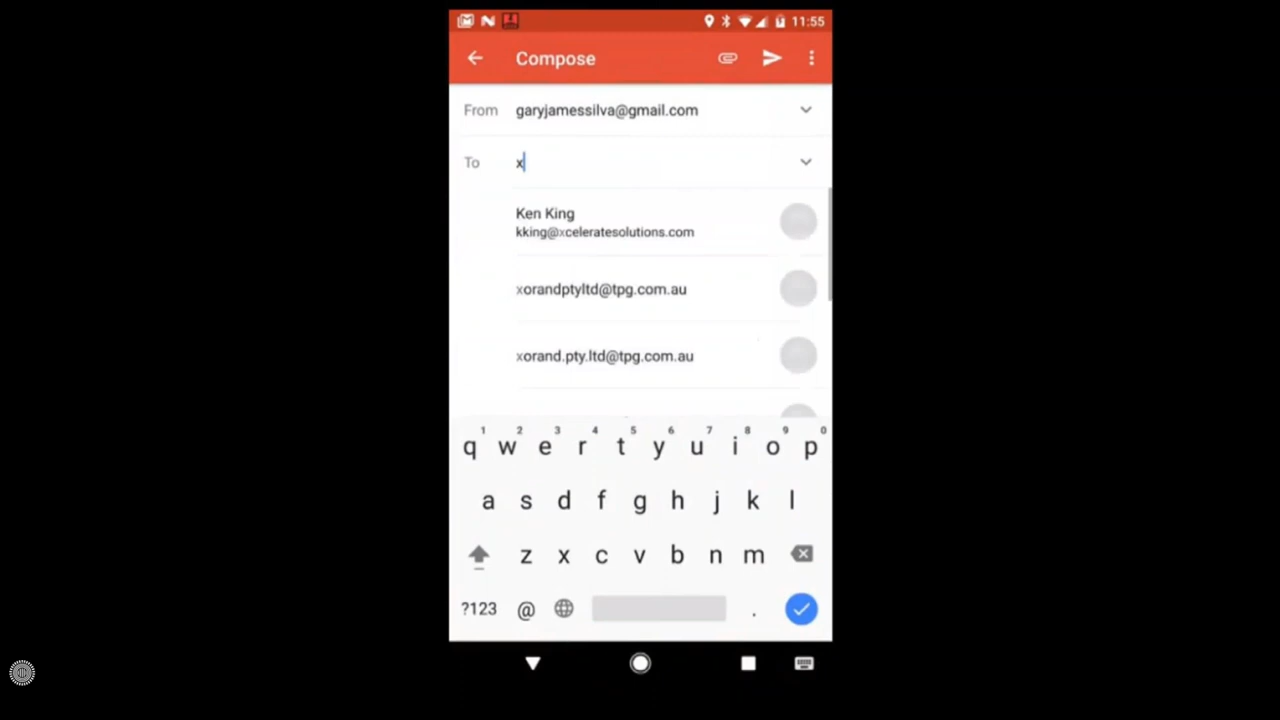 11:55
Compose
From garyjamessilva@gmail.com
To x
Ken King
kking@xceleratesolutions.com
xorandptyltd@tpg.com.au
xorand.pty.ltd@tpg.com.au
1 2 3 4 5 6 7 8 9 0
q w e r t y u i o p
a s d f g h j k l
z x c v b n m
?123 @ .